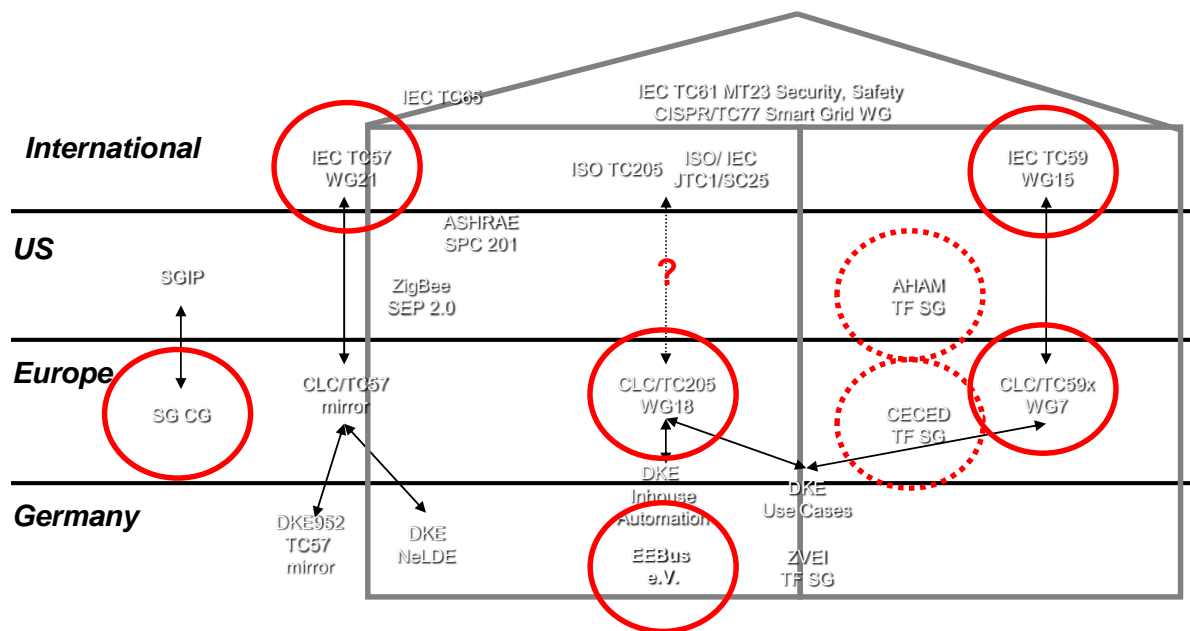 IEC TC65
IEC TC61 MT23 Security, Safety
CISPR/TC77 Smart Grid WG
International
IEC TC57
WG21
ISO TC205
ISO/ IEC
JTC1/SC25
IEC TC59
WG15
US
ASHRAE
SPC 201
SGIP
ZigBee
SEP 2.0
?
AHAM
TF SG
Europe
SG CG
CLC/TC57
mirror
CLC/TC205
WG18
CECED
TF SG
CLC/TC59x
WG7
Germany
DKE952
TC57
mirror
DKE
NeLDE
DKE
Inhouse
Automation
DKE
Use Cases
EEBus
e.V.
ZVEI
TF SG